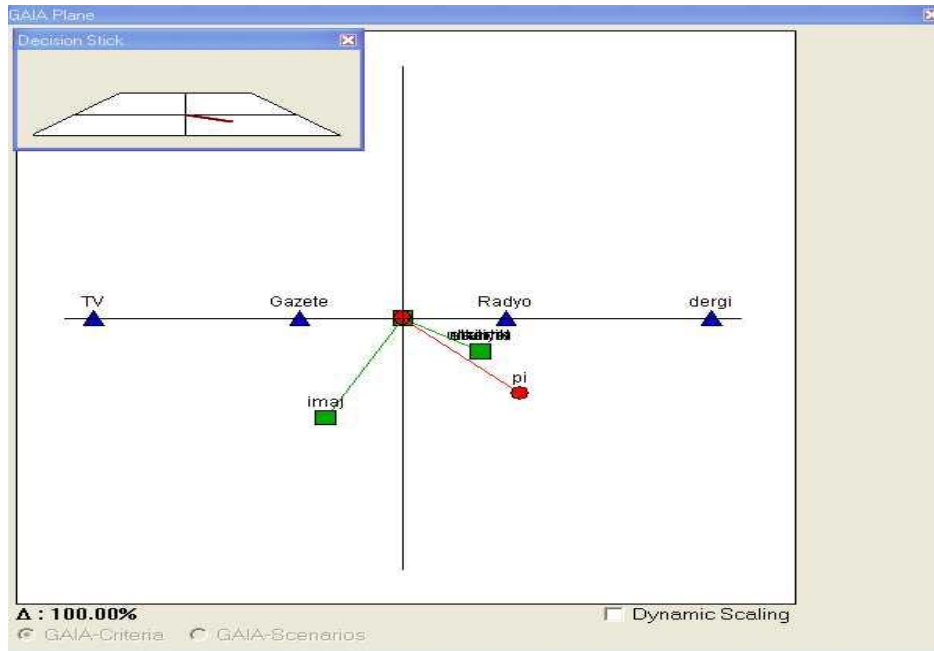 GAIA Plane
Decision Stick
TV
Gazete
Radyo
dergi
pi
imaj
Δ : 100.00%
Dynamic Scaling
GAIA-Criteria
GAIA-Scenarios